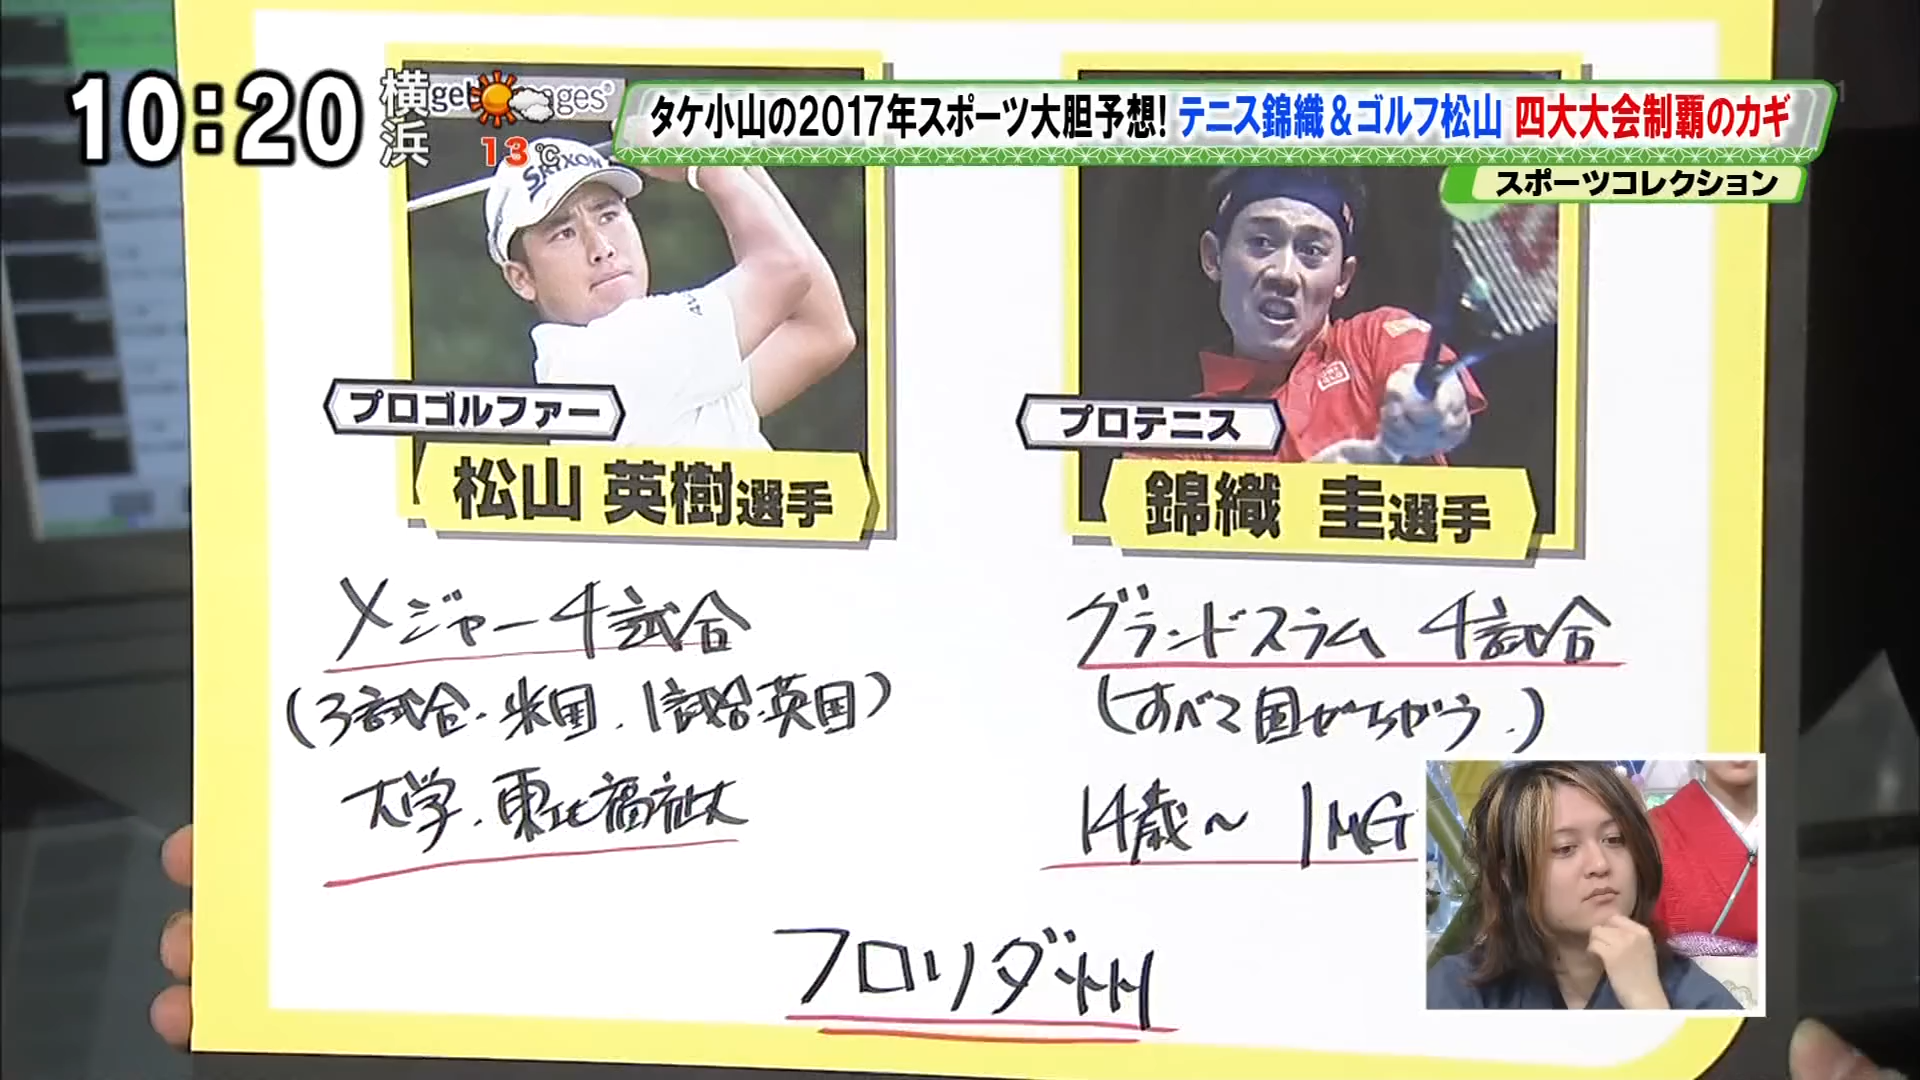 10:20
横浜
gettyimages®
13℃
タケ小山の2017年スポーツ大胆予想!テニス錦織&ゴルフ松山 四大大会制覇のカギ
スポーツコレクション
SRIXON
プロゴルファー
松山 英樹選手
プロテニス
錦織 圭選手
メジャー4試合
(3試合・米国、1試合・英国)
大学・東北福祉大
グランドスラム 4試合
(すべて国がちがう。)
14歳〜 IMG
フロリダ州